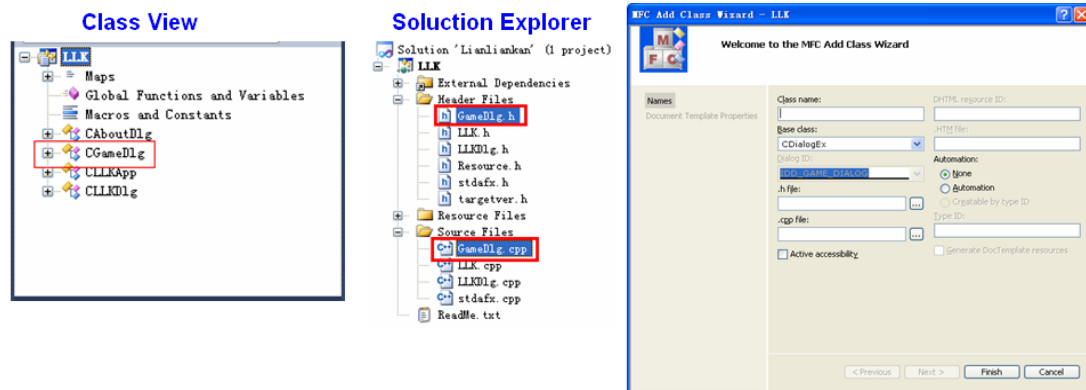 Class View
LLK
Maps
Global Functions and Variables
Macros and Constants
CAboutDlg
CGameDlg
CLLKApp
CLLKDlg
Soluction Explorer
Solution 'Lianliankan' (1 project)
LLK
External Dependencies
Header Files
GameDlg.h
LLK.h
LLKDlg.h
Resource.h
stdafx.h
targetver.h
Resource Files
Source Files
GameDlg.cpp
LLK.cpp
LLKDlg.cpp
stdafx.cpp
ReadMe.txt
MFC Add Class Wizard - LLK
MFC
Welcome to the MFC Add Class Wizard
Names
Document Template Properties
Class name:
Base class:
CDialogEx
Dialog ID:
IDD_GAME_DIALOG
.h file:
...
.cpp file:
...
Active accessibility
DHTML resource ID:
.HTM file:
Automation:
None
Automation
Creatable by type ID
Type ID:
Generate DocTemplate resources
< Previous
Next >
Finish
Cancel